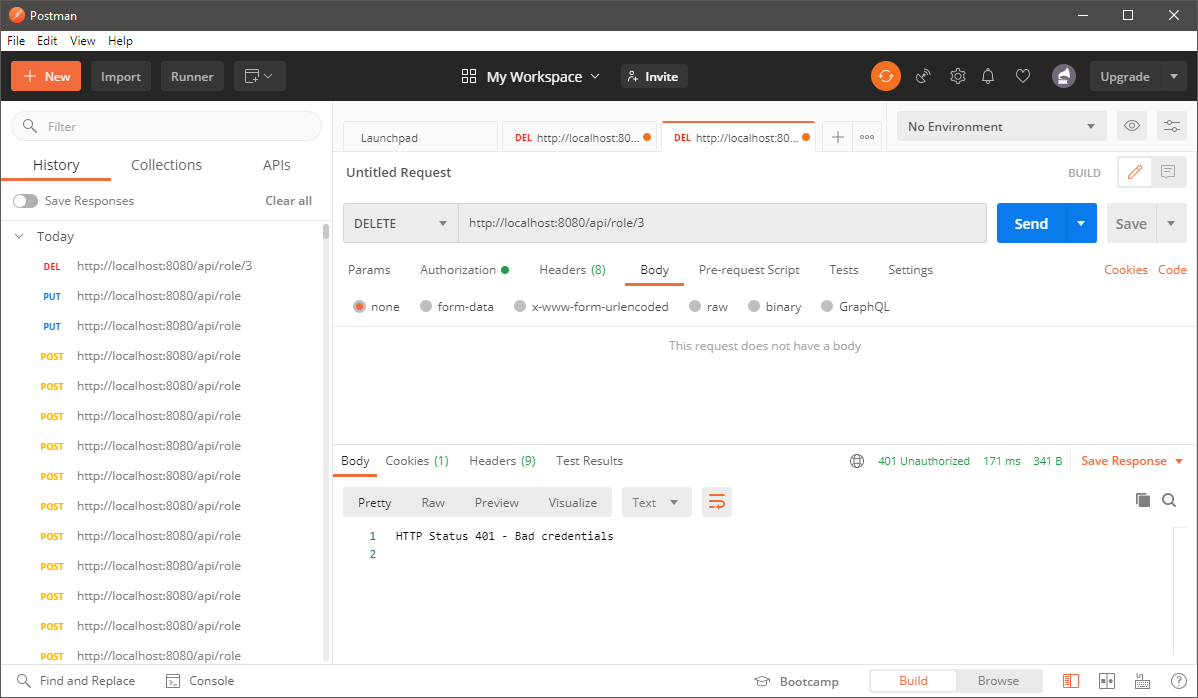 Postman
File Edit View Help
New Import Runner My Workspace Invite Upgrade
Filter
History Collections APIs
Save Responses Clear all
Today
DEL http://localhost:8080/api/role/3
PUT http://localhost:8080/api/role
PUT http://localhost:8080/api/role
POST http://localhost:8080/api/role
POST http://localhost:8080/api/role
POST http://localhost:8080/api/role
POST http://localhost:8080/api/role
POST http://localhost:8080/api/role
POST http://localhost:8080/api/role
POST http://localhost:8080/api/role
POST http://localhost:8080/api/role
POST http://localhost:8080/api/role
POST http://localhost:8080/api/role
POST http://localhost:8080/api/role
Launchpad DEL http://localhost:80... DEL http://localhost:80... No Environment
Untitled Request BUILD
DELETE http://localhost:8080/api/role/3 Send Save
Params Authorization Headers (8) Body Pre-request Script Tests Settings Cookies Code
none form-data x-www-form-urlencoded raw binary GraphQL
This request does not have a body
Body Cookies (1) Headers (9) Test Results 401 Unauthorized 171 ms 341 B Save Response
Pretty Raw Preview Visualize Text
1 HTTP Status 401 - Bad credentials
2
Find and Replace Console Bootcamp Build Browse